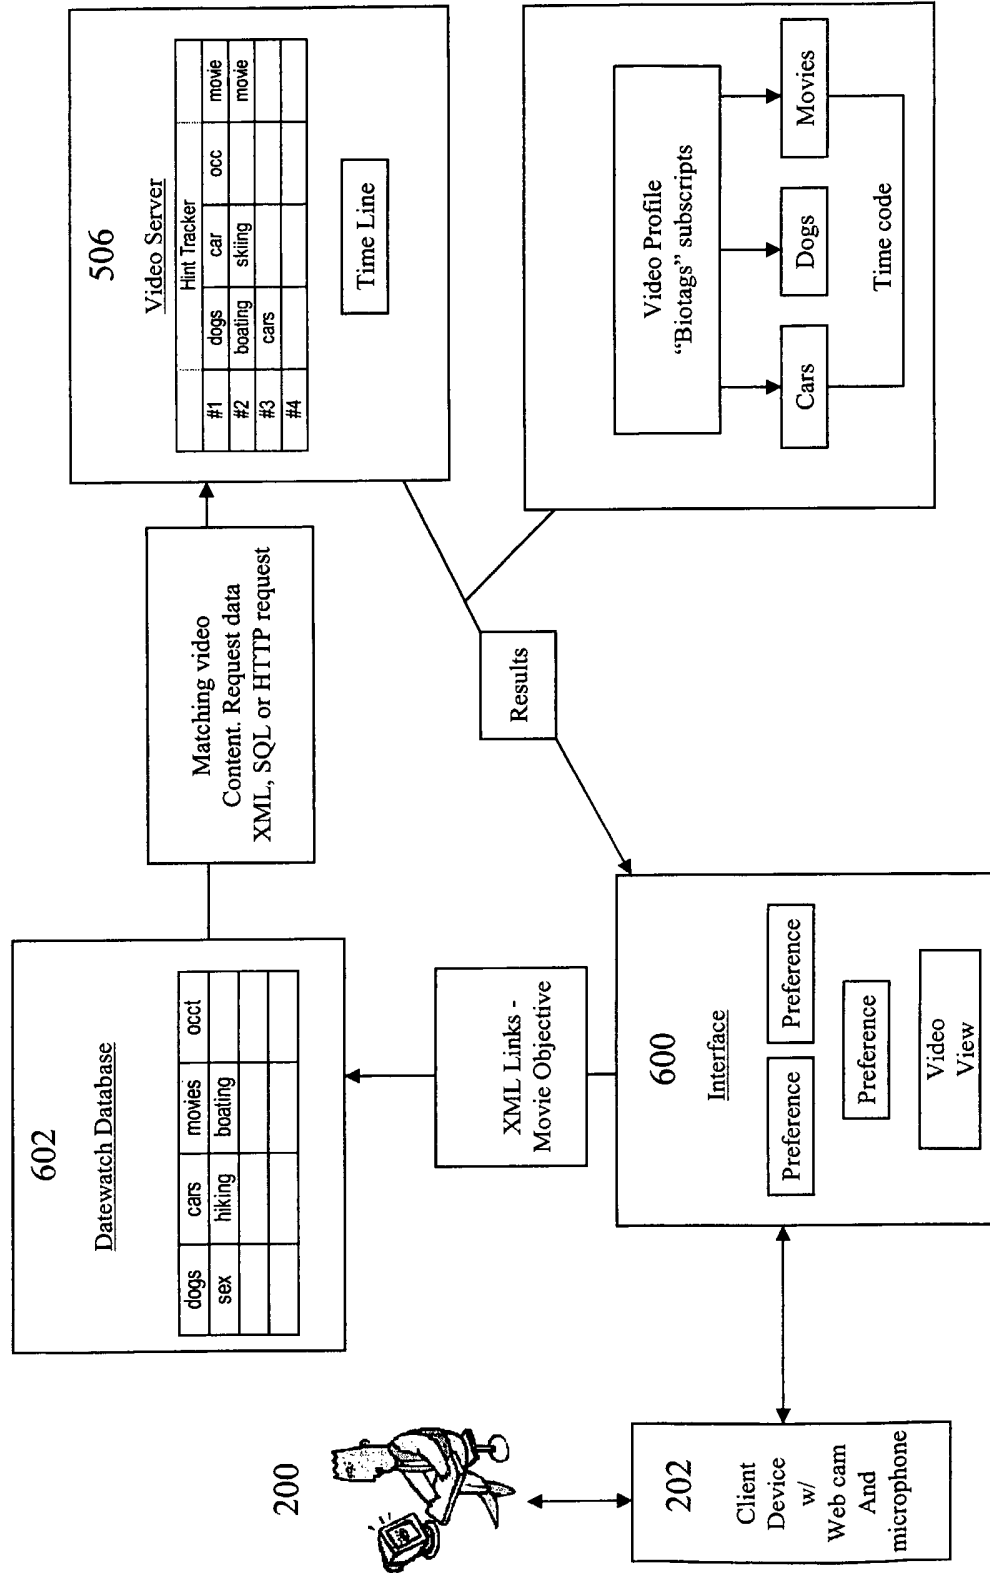 200
202
Client
Device
w/
Web cam
And
microphone
602
Datewatch Database
dogs cars movies occt
sex hiking boating
XML Links -
Movie Objective
600
Interface
Preference Preference
Preference
Video
View
Matching video
Content. Request data
XML, SQL or HTTP request
Results
506
Video Server
Hint Tracker
#1 dogs car occ movie
#2 boating skiing movie
#3 cars
#4
Time Line
Video Profile
“Biotags” subscripts
Cars Dogs Movies
Time code